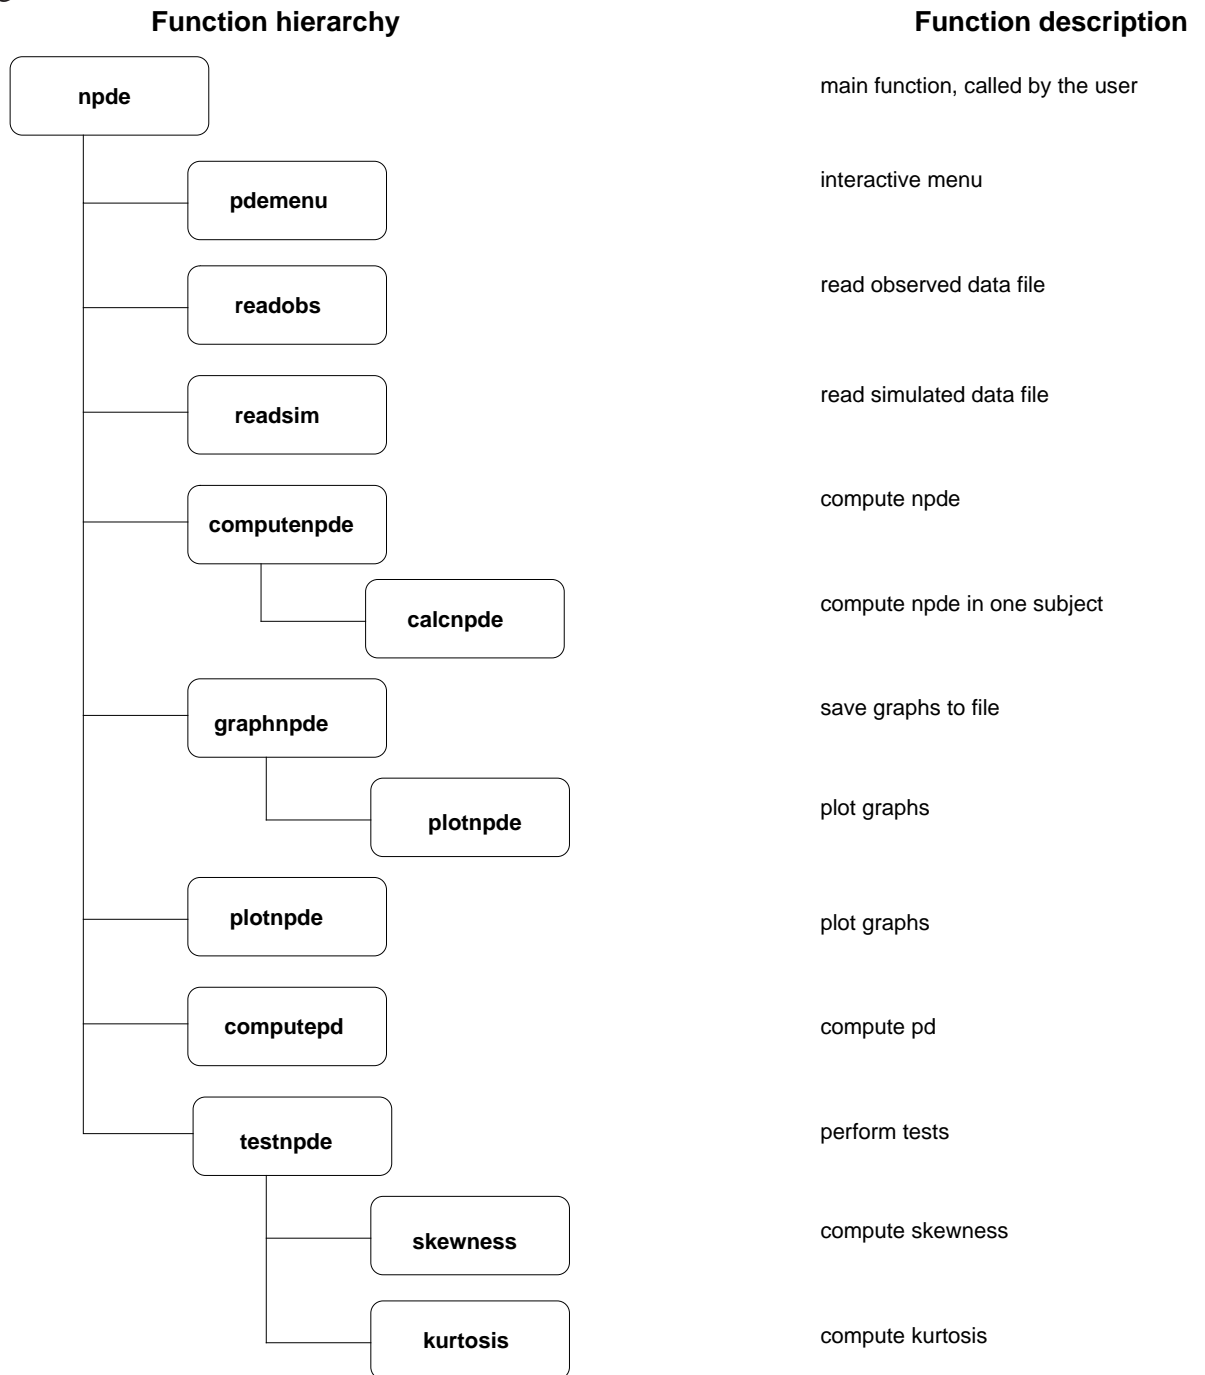 Function hierarchy
Function description
npde
main function, called by the user
pdemenu
interactive menu
readobs
read observed data file
readsim
read simulated data file
computenpde
compute npde
calcnpde
compute npde in one subject
graphnpde
save graphs to file
plotnpde
plot graphs
plotnpde
plot graphs
computepd
compute pd
testnpde
perform tests
skewness
compute skewness
kurtosis
compute kurtosis